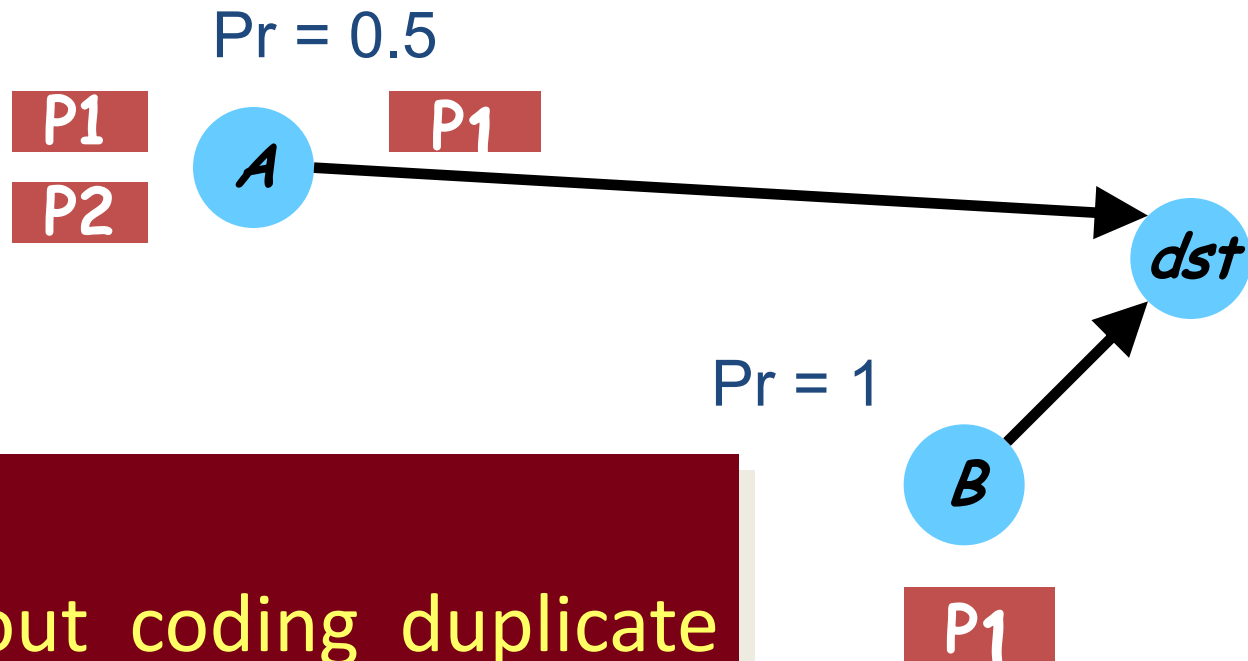 Pr = 0.5
P1
A
P1
P2
dst
Pr = 1
B
coding duplicate
P1